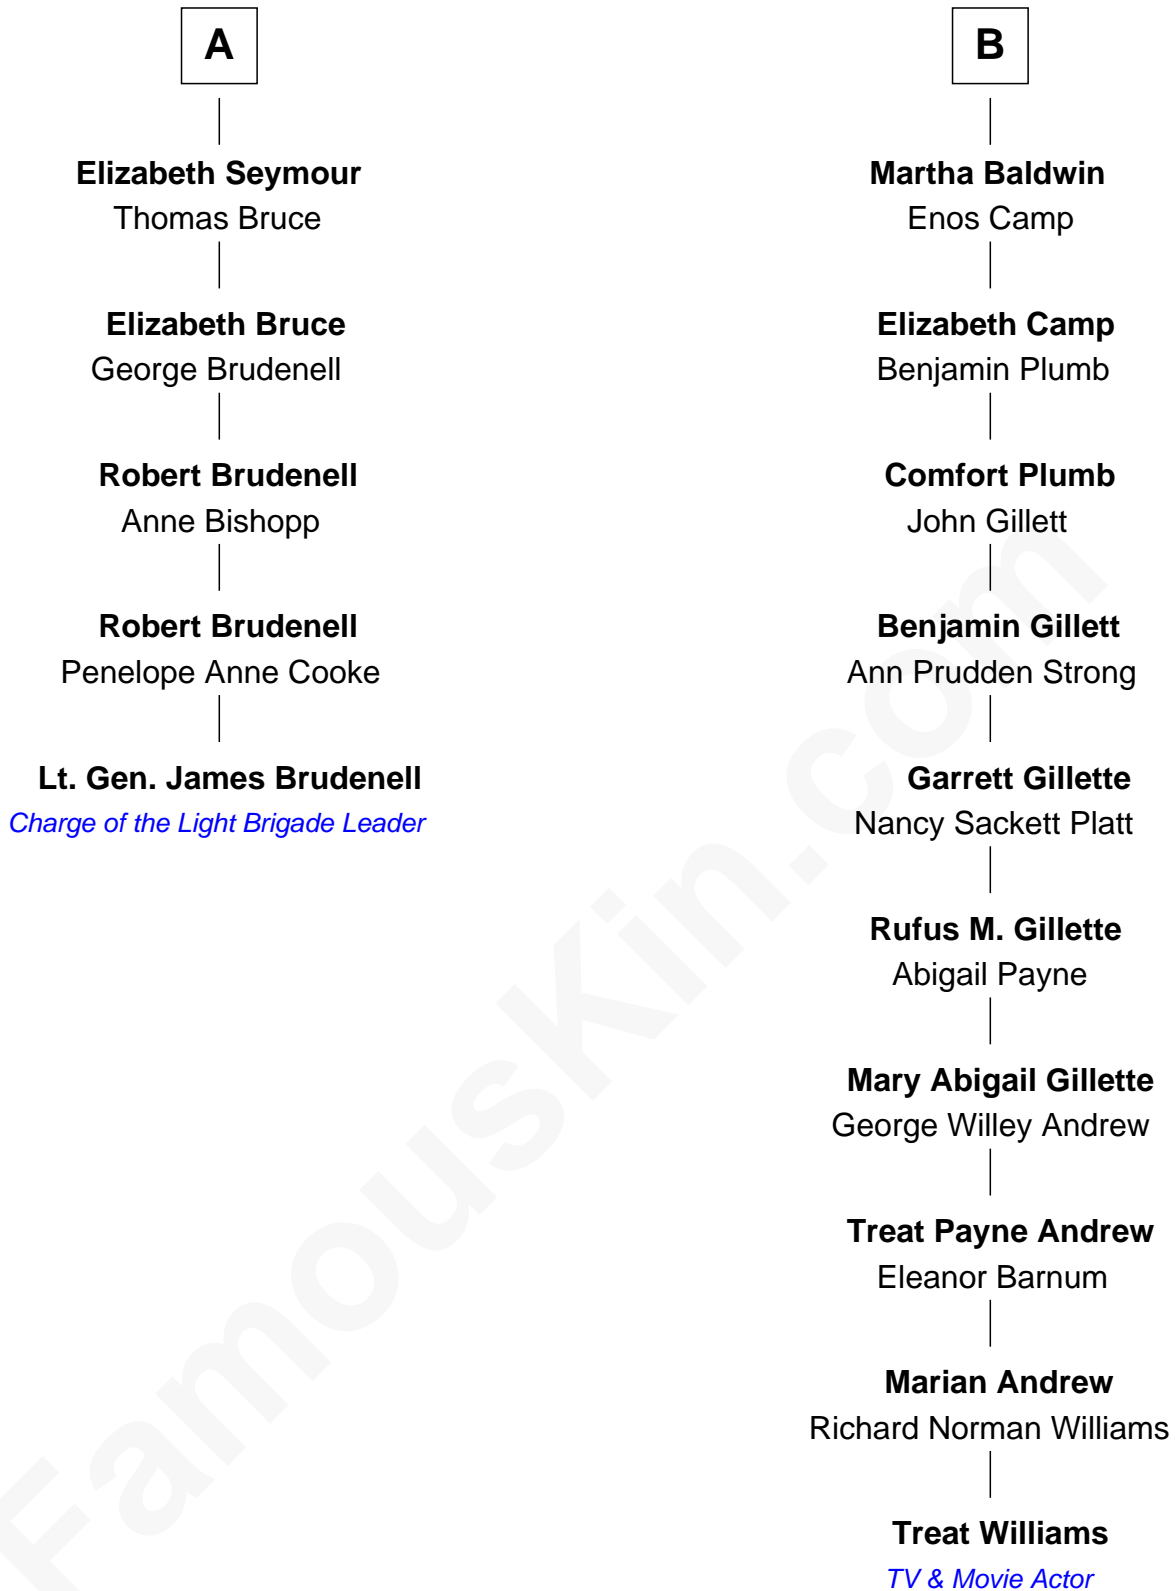 A
Elizabeth Seymour
Thomas Bruce
Elizabeth Bruce
George Brudenell
Robert Brudenell
Anne Bishopp
Robert Brudenell
Penelope Anne Cooke
Lt. Gen. James Brudenell
Charge of the Light Brigade Leader
B
Martha Baldwin
Enos Camp
Elizabeth Camp
Benjamin Plumb
Comfort Plumb
John Gillett
Benjamin Gillett
Ann Prudden Strong
Garrett Gillette
Nancy Sackett Platt
Rufus M. Gillette
Abigail Payne
Mary Abigail Gillette
George Willey Andrew
Treat Payne Andrew
Eleanor Barnum
Marian Andrew
Richard Norman Williams
Treat Williams
TV & Movie Actor
FamousKin.com